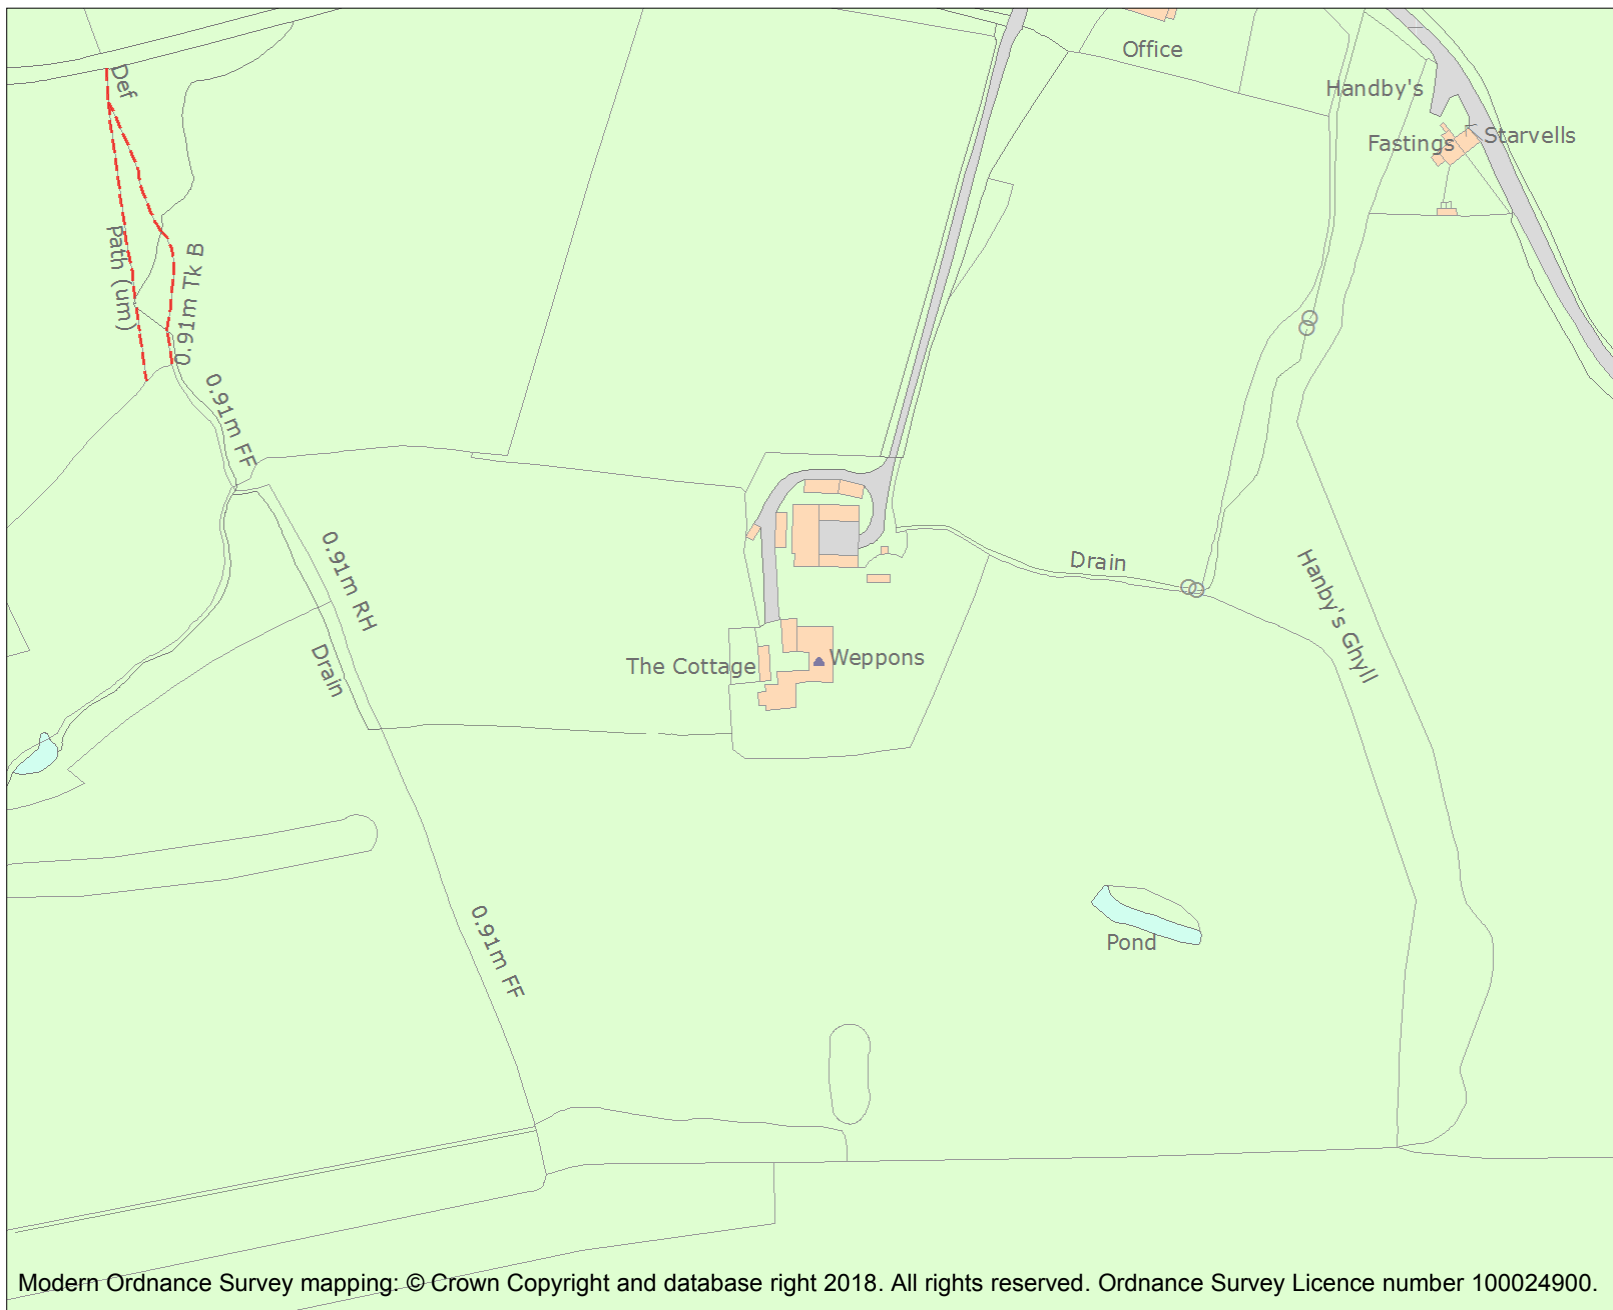 Office
Def
Handby's
Starvells
Fastings
Path (um)
0.91m Tk B
0.91m FF
0.91m RH
Drain
Drain
Hanby's Ghyll
The Cottage
Weppons
0.91m FF
Pond
Modern Ordnance Survey mapping: © Crown Copyright and database right 2018. All rights reserved. Ordnance Survey Licence number 100024900.